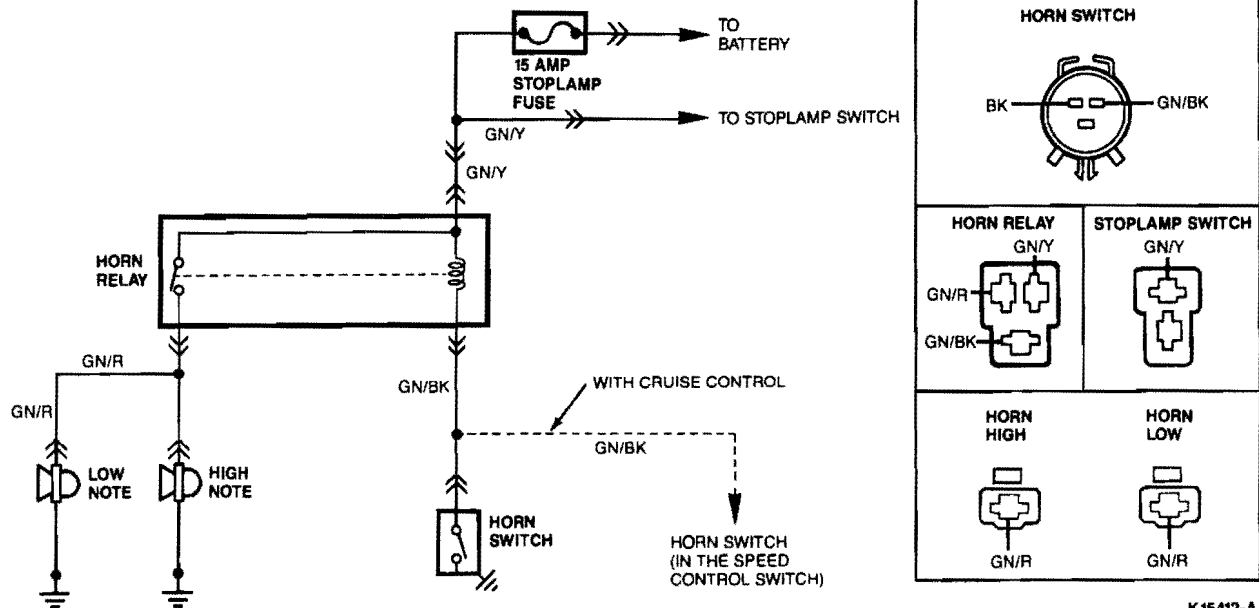 TO
BATTERY
15 AMP
STOPLAMP
FUSE
GN/Y
TO STOPLAMP SWITCH
GN/Y
HORN
RELAY
GN/R
GN/R
GN/BK
WITH CRUISE CONTROL
GN/BK
LOW
NOTE
HIGH
NOTE
HORN
SWITCH
HORN SWITCH
(IN THE SPEED
CONTROL SWITCH)
HORN SWITCH
BK
GN/BK
HORN RELAY
GN/Y
GN/R
GN/BK
STOPLAMP SWITCH
GN/Y
HORN
HIGH
GN/R
HORN
LOW
GN/R
K15412-A